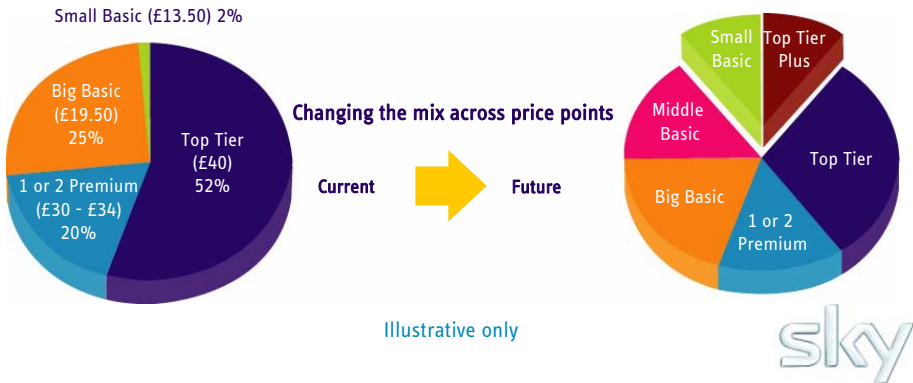 Small Basic (£13.50) 2%
Big Basic
(£19.50)
25%
Top Tier
(£40)
52%
1 or 2 Premium
(£30 - £34)
20%
Changing the mix across price points
Current
Future
Small
Basic
Top Tier
Plus
Middle
Basic
Top Tier
Big Basic
1 or 2
Premium
Illustrative only
sky